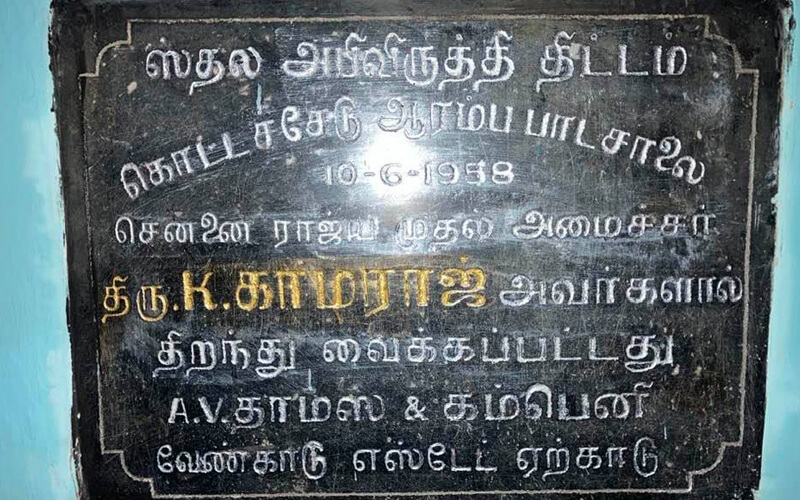 ஸ்தல அபிவிருத்தி திட்டம்
கொட்டச்சேடு ஆரம்ப பாடசாலை
10-6-1958
சென்னை ராஜ்ய முதல் அமைச்சர்
திரு.K.காமராஜ் அவர்களால்
திறந்து வைக்கப்பட்டது
A.V.தாமஸ் & கம்பெனி
வேண்காடு எஸ்டேட் ஏற்காடு